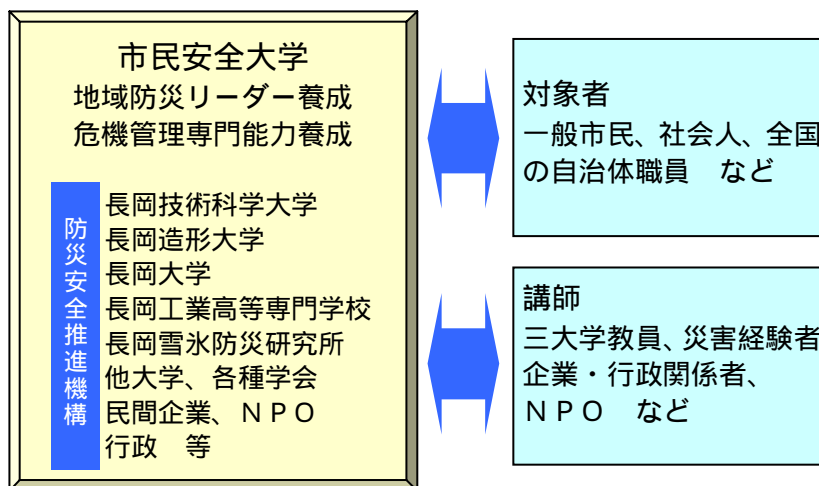 市民安全大学
地域防災リーダー養成
危機管理専門能力養成
防災安全推進機構
長岡技術科学大学
長岡造形大学
長岡大学
長岡工業高等専門学校
長岡雪氷防災研究所
他大学、各種学会
民間企業、ＮＰＯ
行政　等
対象者
一般市民、社会人、全国
の自治体職員　など
講師
三大学教員、災害経験者
企業・行政関係者、
ＮＰＯ　など